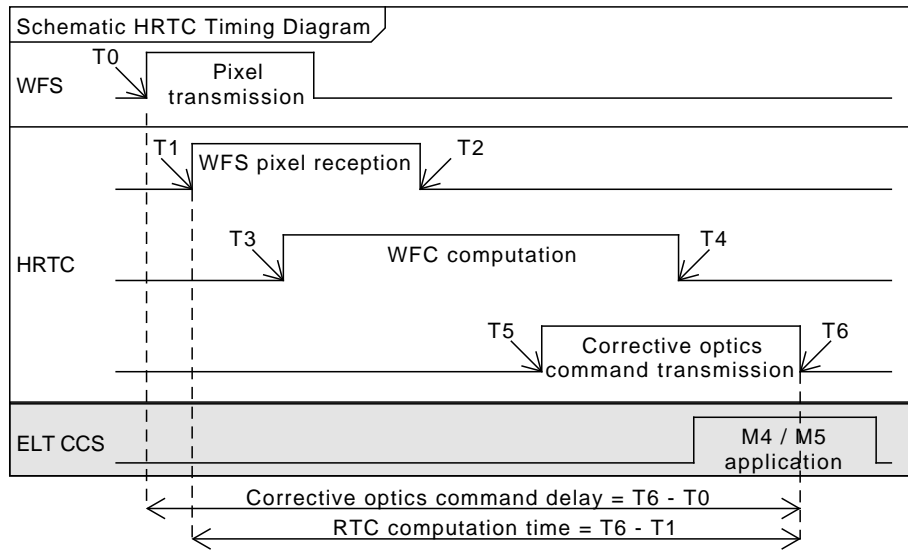 Schematic HRTC Timing Diagram
T0
WFS
Pixel
transmission
T1
WFS pixel reception
T2
HRTC
T3
WFC computation
T4
T5
Corrective optics
command transmission
T6
ELT CCS
M4 / M5
application
Corrective optics command delay = T6 - T0
RTC computation time = T6 - T1